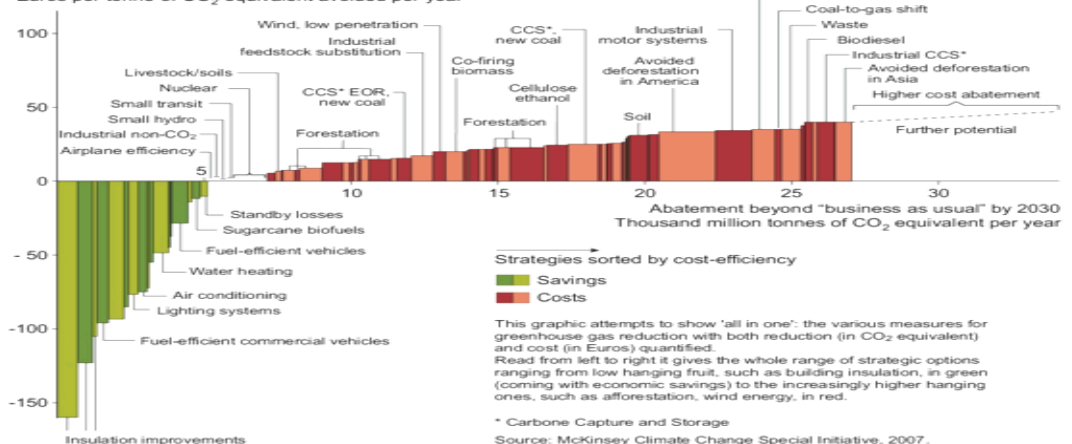 Euros per tonne of CO₂ equivalent avoided per year
100
50
0
- 50
-100
-150
5
10
15
20
25
30
Wind, low penetration
Industrial
feedstock substitution
Livestock/soils
Nuclear
Small transit
Small hydro
Industrial non-CO₂
Airplane efficiency
CCS* EOR,
new coal
Forestation
Co-firing
biomass
CCS*,
new coal
Cellulose
ethanol
Forestation
Industrial
motor systems
Avoided
deforestation
in America
Soil
Coal-to-gas shift
Waste
Biodiesel
Industrial CCS*
Avoided deforestation
in Asia
Higher cost abatement
Further potential
Abatement beyond "business as usual" by 2030
Thousand million tonnes of CO₂ equivalent per year
Standby losses
Sugarcane biofuels
Fuel-efficient vehicles
Water heating
Air conditioning
Lighting systems
Fuel-efficient commercial vehicles
Insulation improvements
Strategies sorted by cost-efficiency
Savings
Costs
This graphic attempts to show 'all in one': the various measures for
greenhouse gas reduction with both reduction (in CO₂ equivalent)
and cost (in Euros) quantified.
Read from left to right it gives the whole range of strategic options
ranging from low hanging fruit, such as building insulation, in green
(coming with economic savings) to the increasingly higher hanging
ones, such as afforestation, wind energy, in red.
* Carbone Capture and Storage
Source: McKinsey Climate Change Special Initiative, 2007.